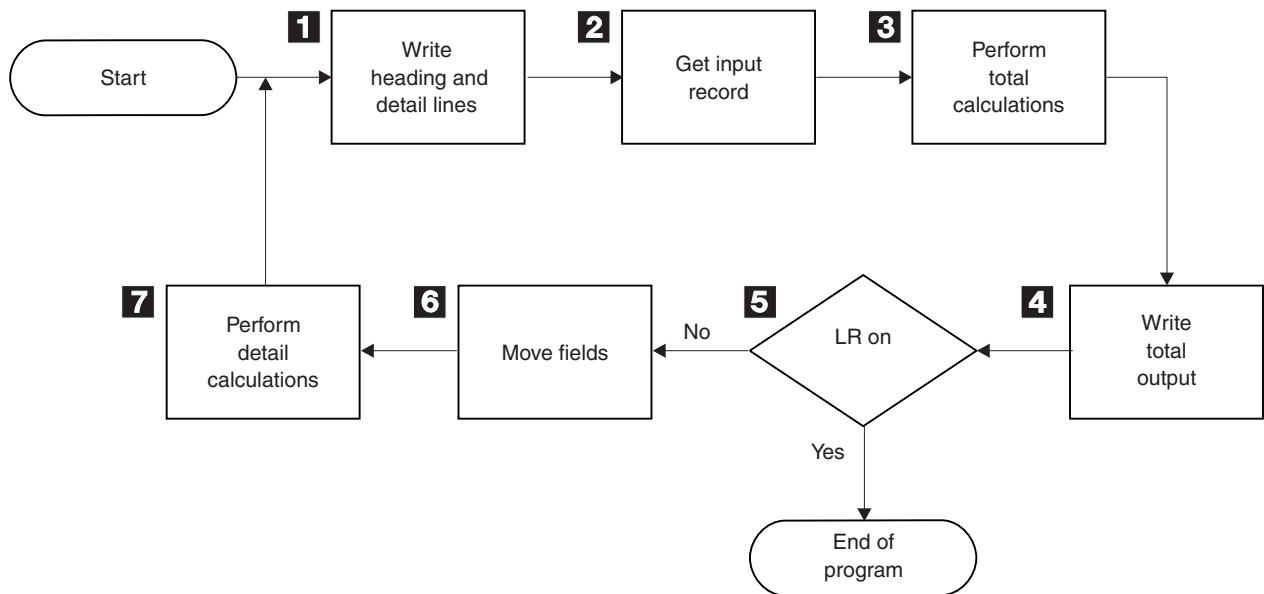 Start
1
Write
heading and
detail lines
2
Get input
record
3
Perform
total
calculations
4
Write
total
output
5
LR on
No
Yes
6
Move fields
7
Perform
detail
calculations
End of
program